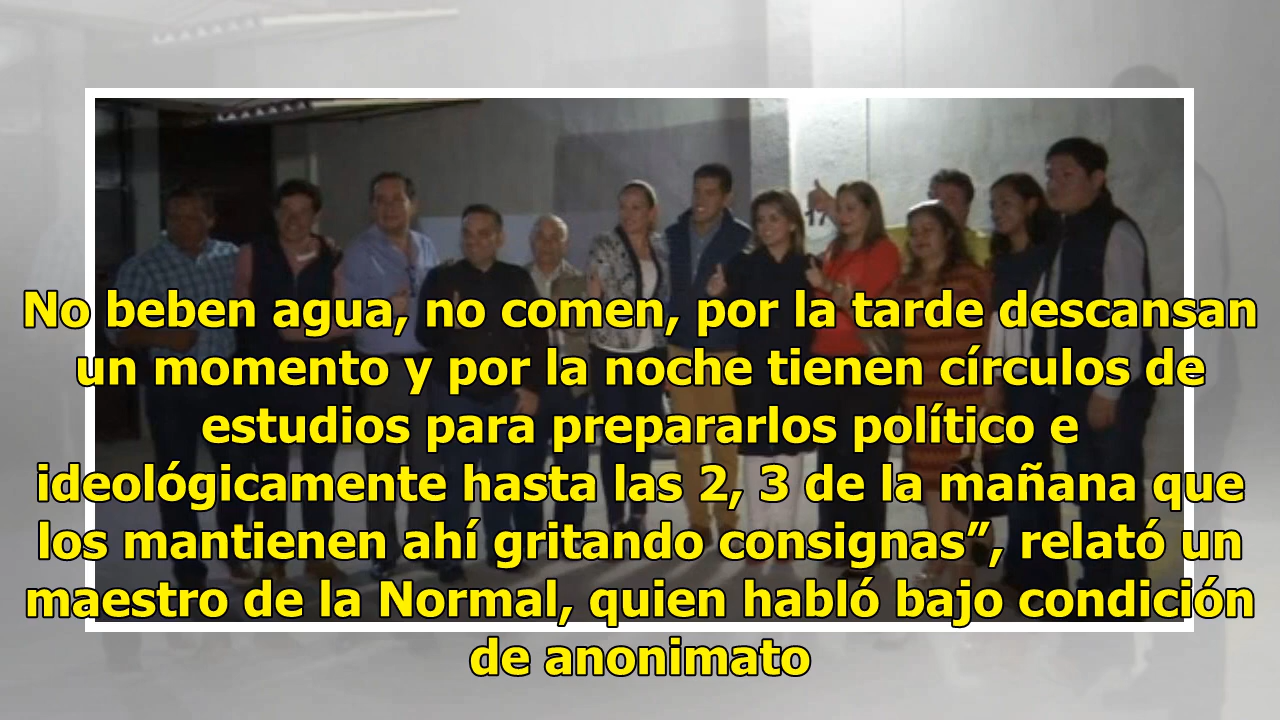 17
No beben agua, no comen, por la tarde descansan
un momento y por la noche tienen círculos de
estudios para prepararlos político e
ideológicamente hasta las 2, 3 de la mañana que
los mantienen ahí gritando consignas”, relató un
maestro de la Normal, quien habló bajo condición
de anonimato